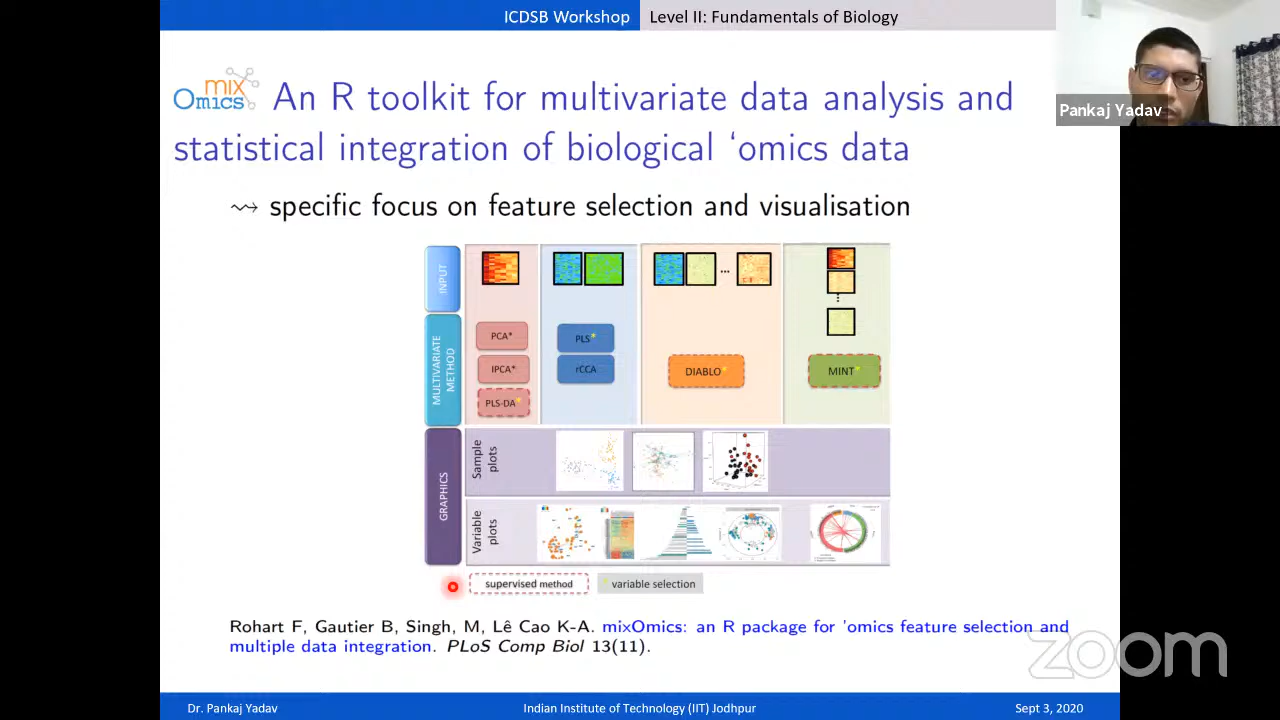 ICDSB Workshop Level II: Fundamentals of Biology
Pankaj Yadav
mix
Omics
An R toolkit for multivariate data analysis and
statistical integration of biological ‘omics data
⇝ specific focus on feature selection and visualisation
INPUT
...
MULTIVARIATE
METHOD
PCA*
IPCA*
PLS-DA*
PLS*
rCCA
DIABLO*
MINT*
GRAPHICS
Sample
plots
Variable
plots
supervised method
* variable selection
Rohart F, Gautier B, Singh, M, Lê Cao K-A. mixOmics: an R package for 'omics feature selection and
multiple data integration. PLoS Comp Biol 13(11).
zoom
Dr. Pankaj Yadav Indian Institute of Technology (IIT) Jodhpur Sept 3, 2020